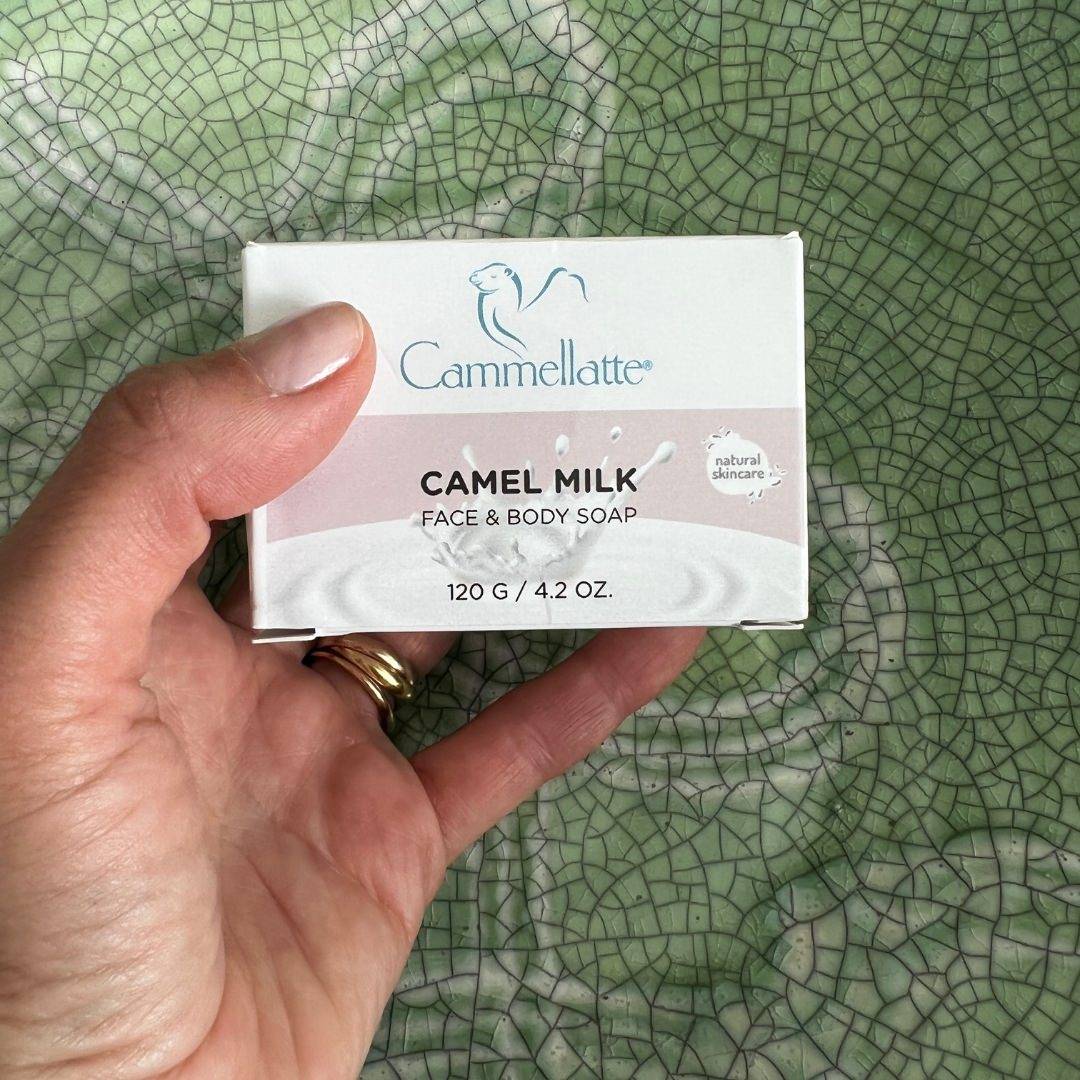 Cammellatte®
CAMEL MILK
FACE & BODY SOAP
natural
skincare
120 G / 4.2 OZ.